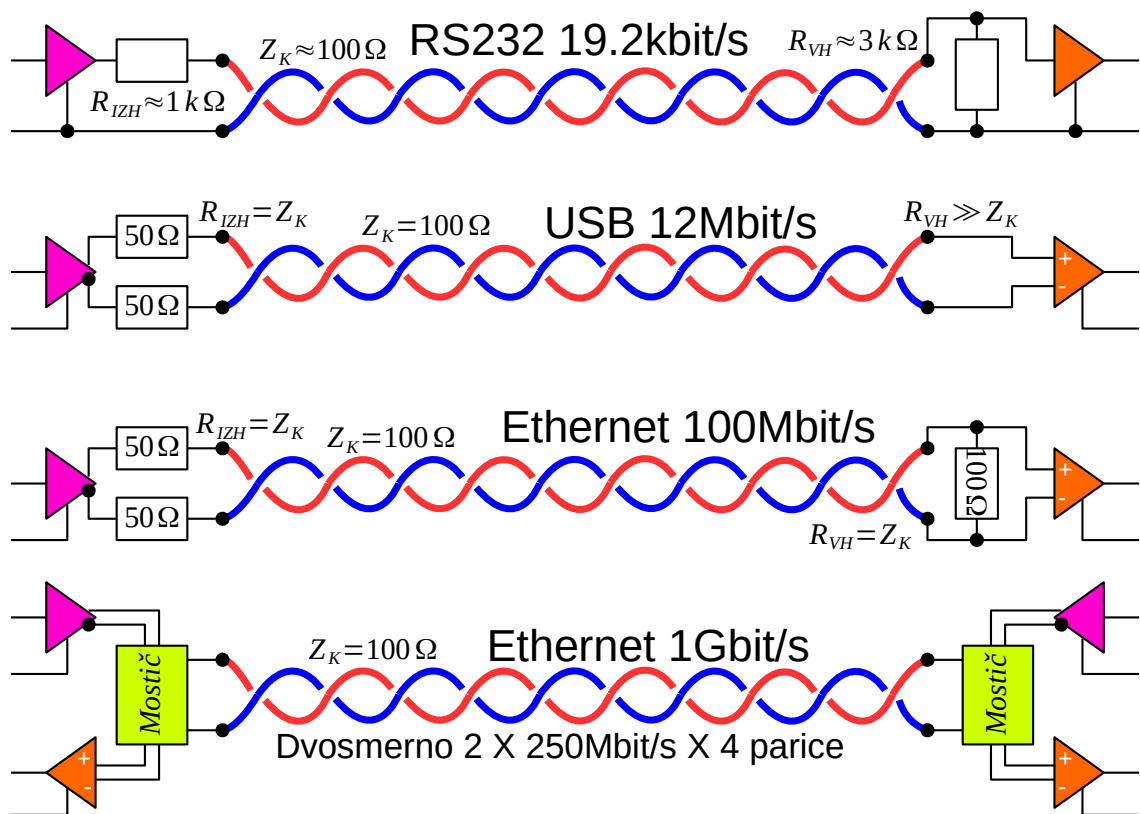 RS232 19.2kbit/s
Z_K≈100 Ω
R_VH≈3 k Ω
R_IZH≈1 k Ω
USB 12Mbit/s
R_IZH=Z_K
Z_K=100 Ω
R_VH≫Z_K
50 Ω
50 Ω
+
-
Ethernet 100Mbit/s
R_IZH=Z_K
Z_K=100 Ω
50 Ω
50 Ω
100 Ω
+
-
R_VH=Z_K
Ethernet 1Gbit/s
Z_K=100 Ω
Mostič
Mostič
Dvosmerno 2 X 250Mbit/s X 4 parice
+
-
+
-